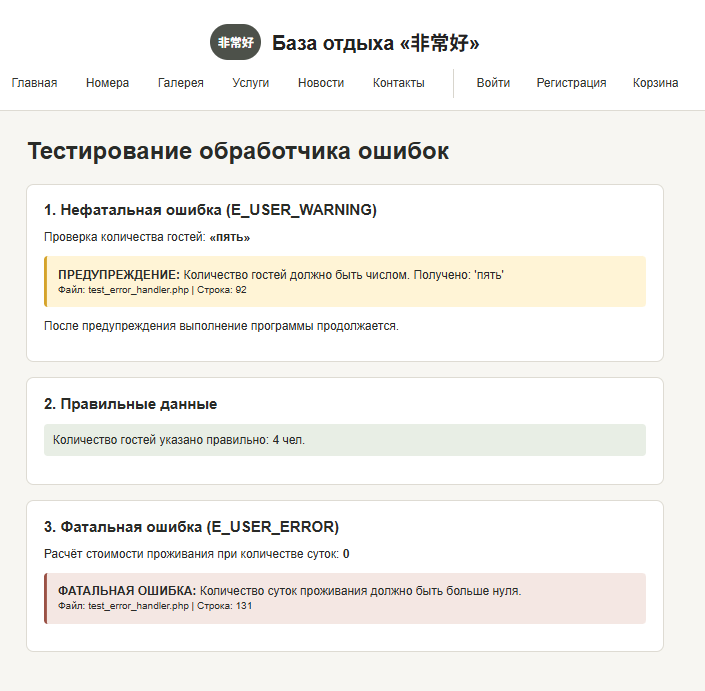 非常好
База отдыха «非常好»
Главная Номера Галерея Услуги Новости Контакты Войти Регистрация Корзина
Тестирование обработчика ошибок
1. Нефатальная ошибка (E_USER_WARNING)
Проверка количества гостей: «пять»
ПРЕДУПРЕЖДЕНИЕ: Количество гостей должно быть числом. Получено: 'пять'
Файл: test_error_handler.php | Строка: 92
После предупреждения выполнение программы продолжается.
2. Правильные данные
Количество гостей указано правильно: 4 чел.
3. Фатальная ошибка (E_USER_ERROR)
Расчёт стоимости проживания при количестве суток: 0
ФАТАЛЬНАЯ ОШИБКА: Количество суток проживания должно быть больше нуля.
Файл: test_error_handler.php | Строка: 131